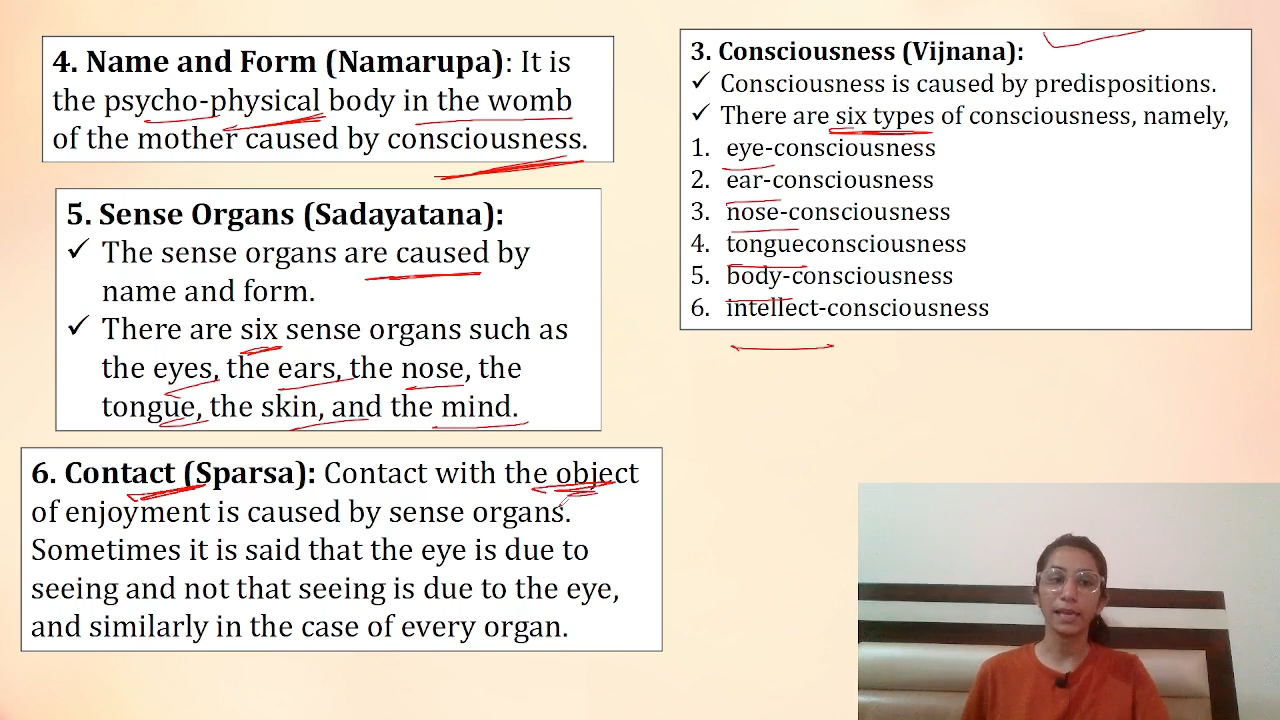 4. Name and Form (Namarupa): It is
the psycho-physical body in the womb
of the mother caused by consciousness.
5. Sense Organs (Sadayatana):
✓ The sense organs are caused by
name and form.
✓ There are six sense organs such as
the eyes, the ears, the nose, the
tongue, the skin, and the mind.
6. Contact (Sparsa): Contact with the object
of enjoyment is caused by sense organs.
Sometimes it is said that the eye is due to
seeing and not that seeing is due to the eye,
and similarly in the case of every organ.
3. Consciousness (Vijnana):
✓ Consciousness is caused by predispositions.
✓ There are six types of consciousness, namely,
1. eye-consciousness
2. ear-consciousness
3. nose-consciousness
4. tongueconsciousness
5. body-consciousness
6. intellect-consciousness